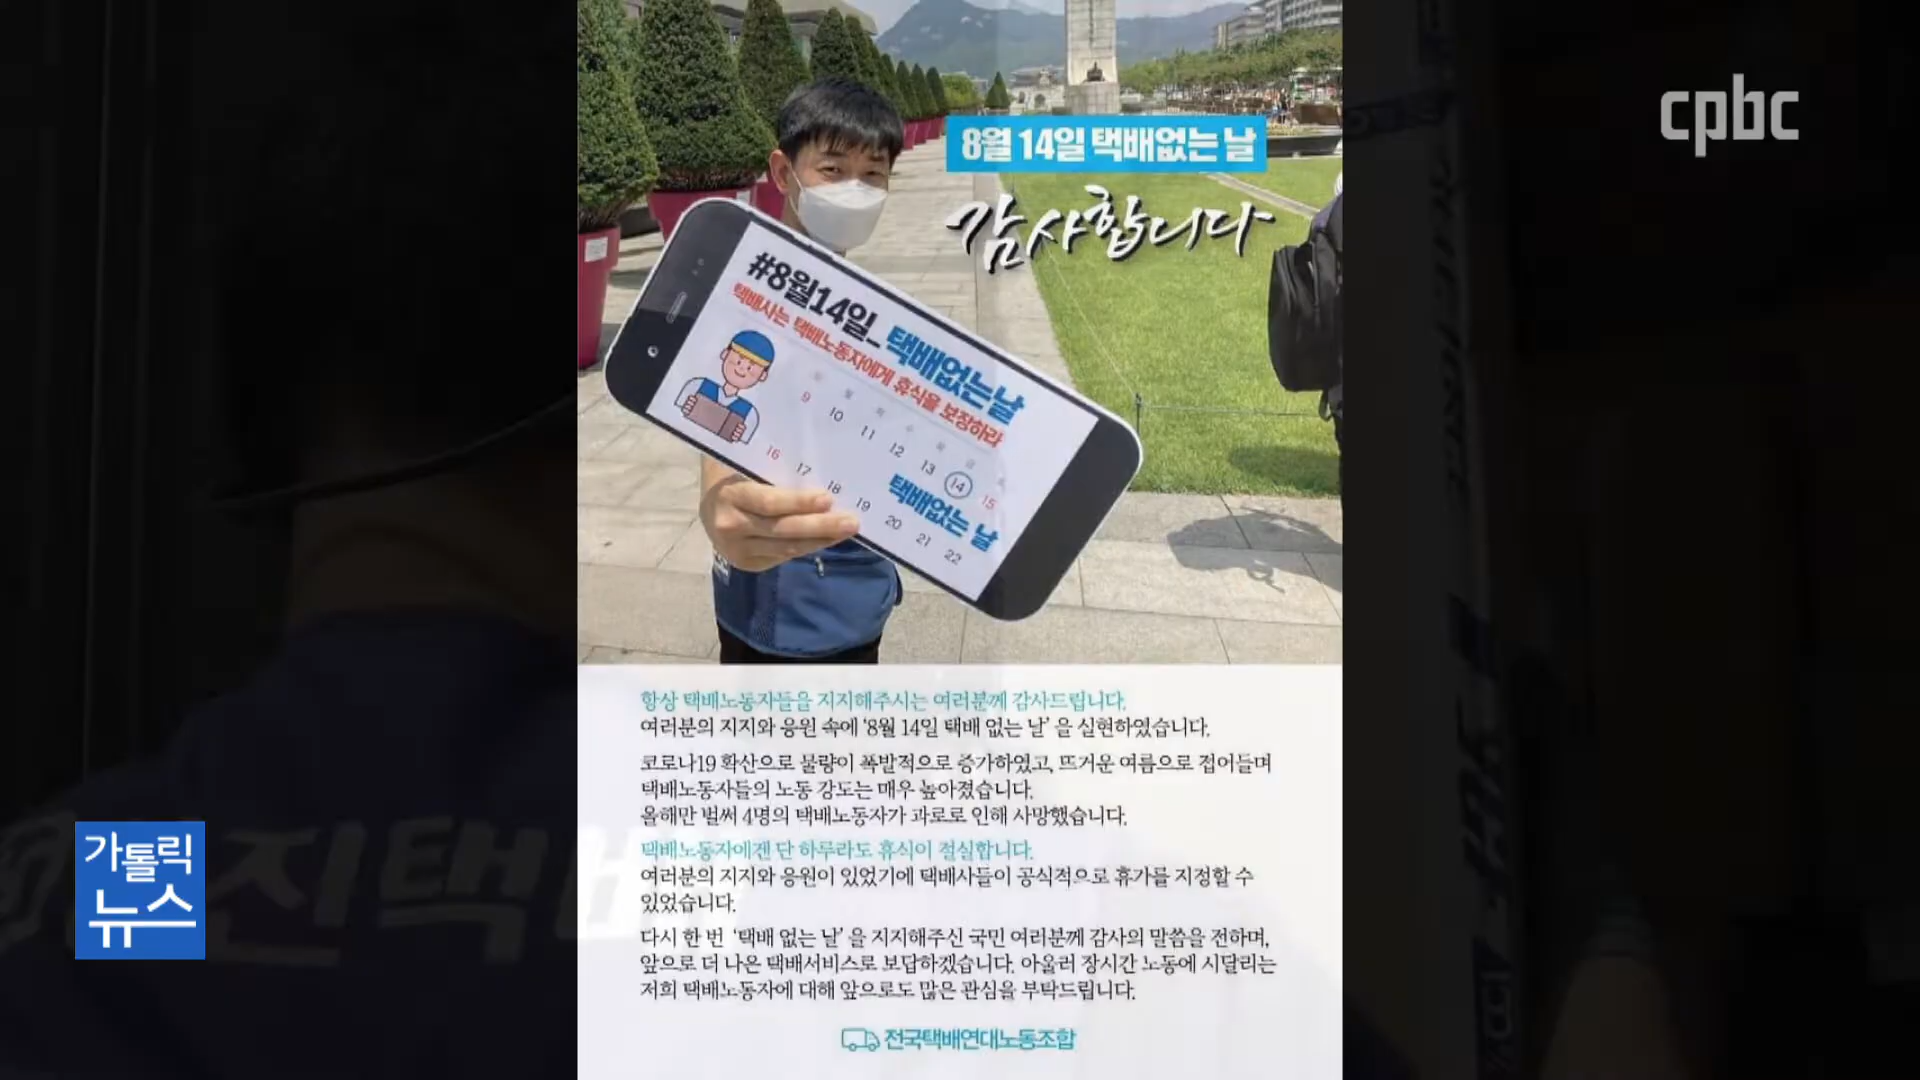 cpbc
8월 14일 택배없는 날
감사합니다
#8월14일_ 택배없는날
택배사는 택배노동자에게 휴식을 보장하라
일 월 화 수 목 금 토
9 10 11 12 13 14 15
택배없는 날
16 17 18 19 20 21 22
항상 택배노동자들을 지지해주시는 여러분께 감사드립니다.
여러분의 지지와 응원 속에 ‘8월 14일 택배 없는 날’ 을 실현하였습니다.
코로나19 확산으로 물량이 폭발적으로 증가하였고, 뜨거운 여름으로 접어들며
택배노동자들의 노동 강도는 매우 높아졌습니다.
올해만 벌써 4명의 택배노동자가 과로로 인해 사망했습니다.
택배노동자에겐 단 하루라도 휴식이 절실합니다.
여러분의 지지와 응원이 있었기에 택배사들이 공식적으로 휴가를 지정할 수
있었습니다.
다시 한 번 ‘택배 없는 날’ 을 지지해주신 국민 여러분께 감사의 말씀을 전하며,
앞으로 더 나은 택배서비스로 보답하겠습니다. 아울러 장시간 노동에 시달리는
저희 택배노동자에 대해 앞으로도 많은 관심을 부탁드립니다.
전국택배연대노동조합
가톨릭
뉴스
진택배